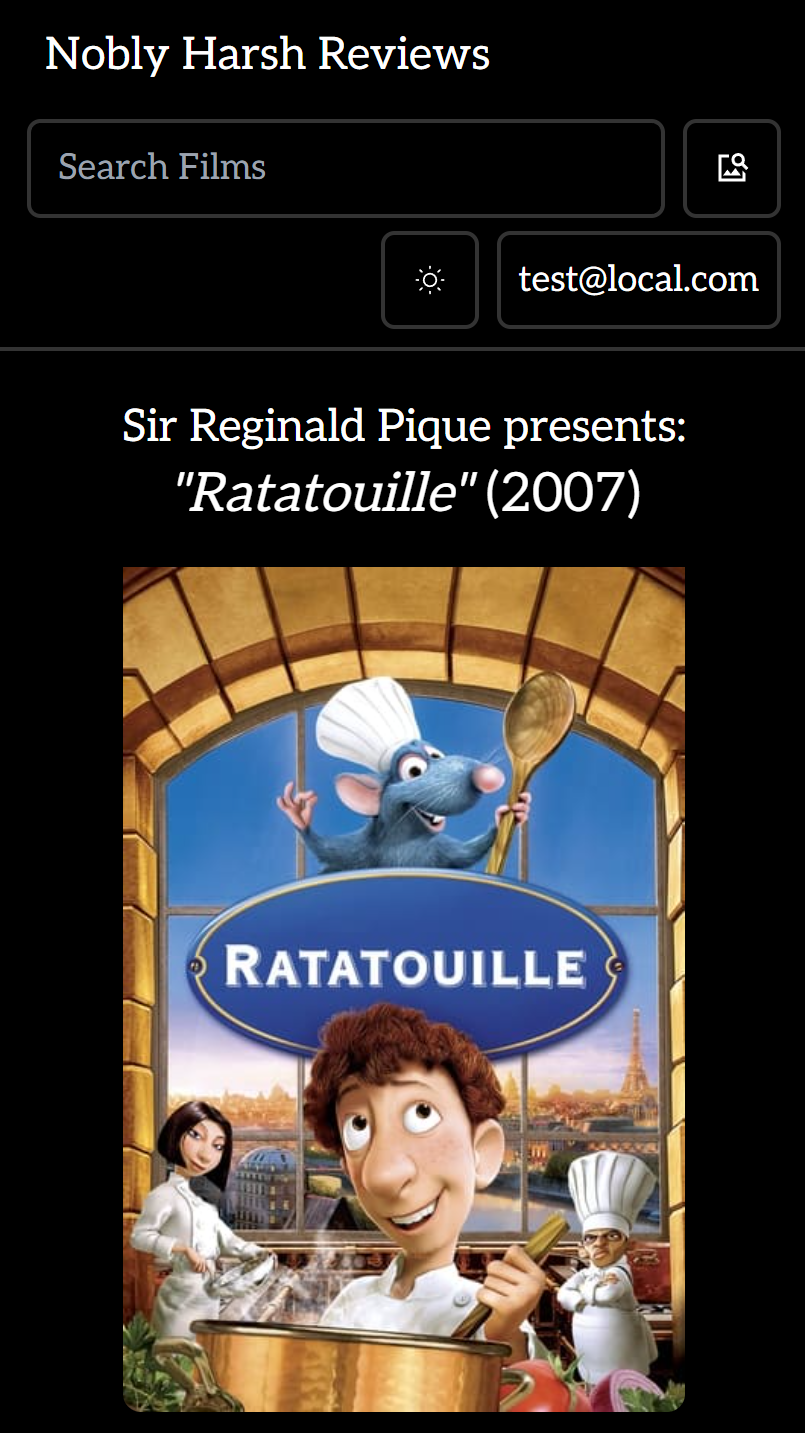 Nobly Harsh Reviews
Search Films
test@local.com
Sir Reginald Pique presents:
"Ratatouille" (2007)
RATATOUILLE